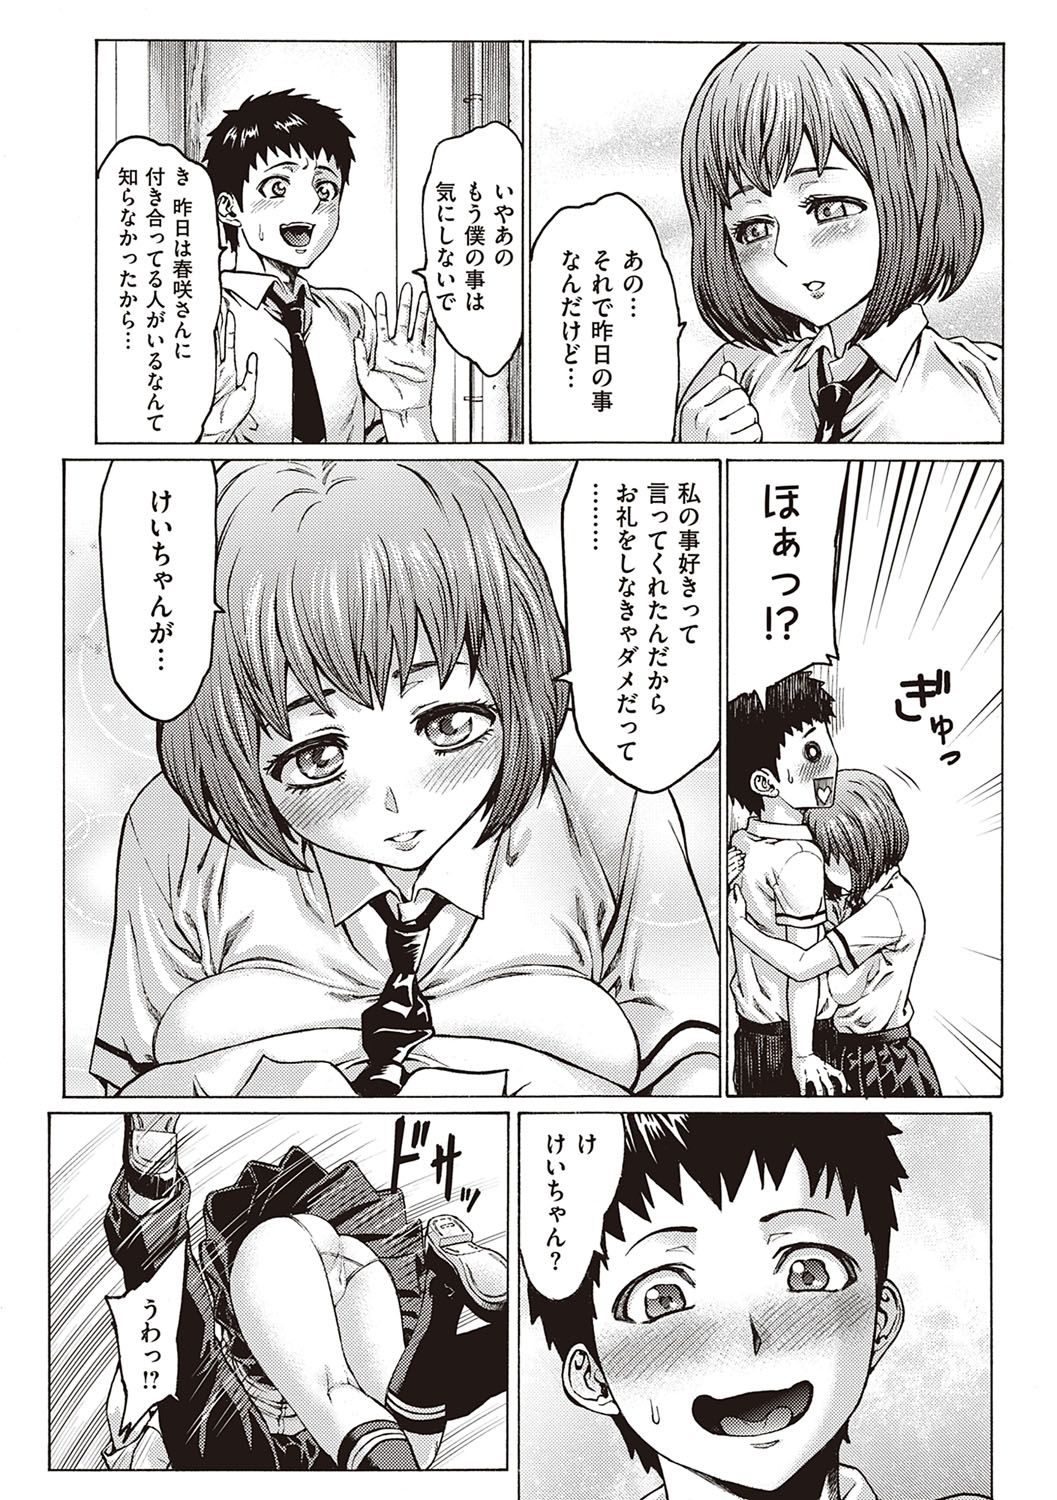 あの…
それで昨日の事
なんだけど…
いやあの
もう僕の事は
気にしないで
き 昨日は春咲さんに
付き合ってる人がいるなんて
知らなかったから…
ほぁっ!?
ぎゅっ
私の事好きって
言ってくれたんだから
お礼をしなきゃダメだって
………
けいちゃんが…
け
けいちゃん？
ドサッ
うわっ!?